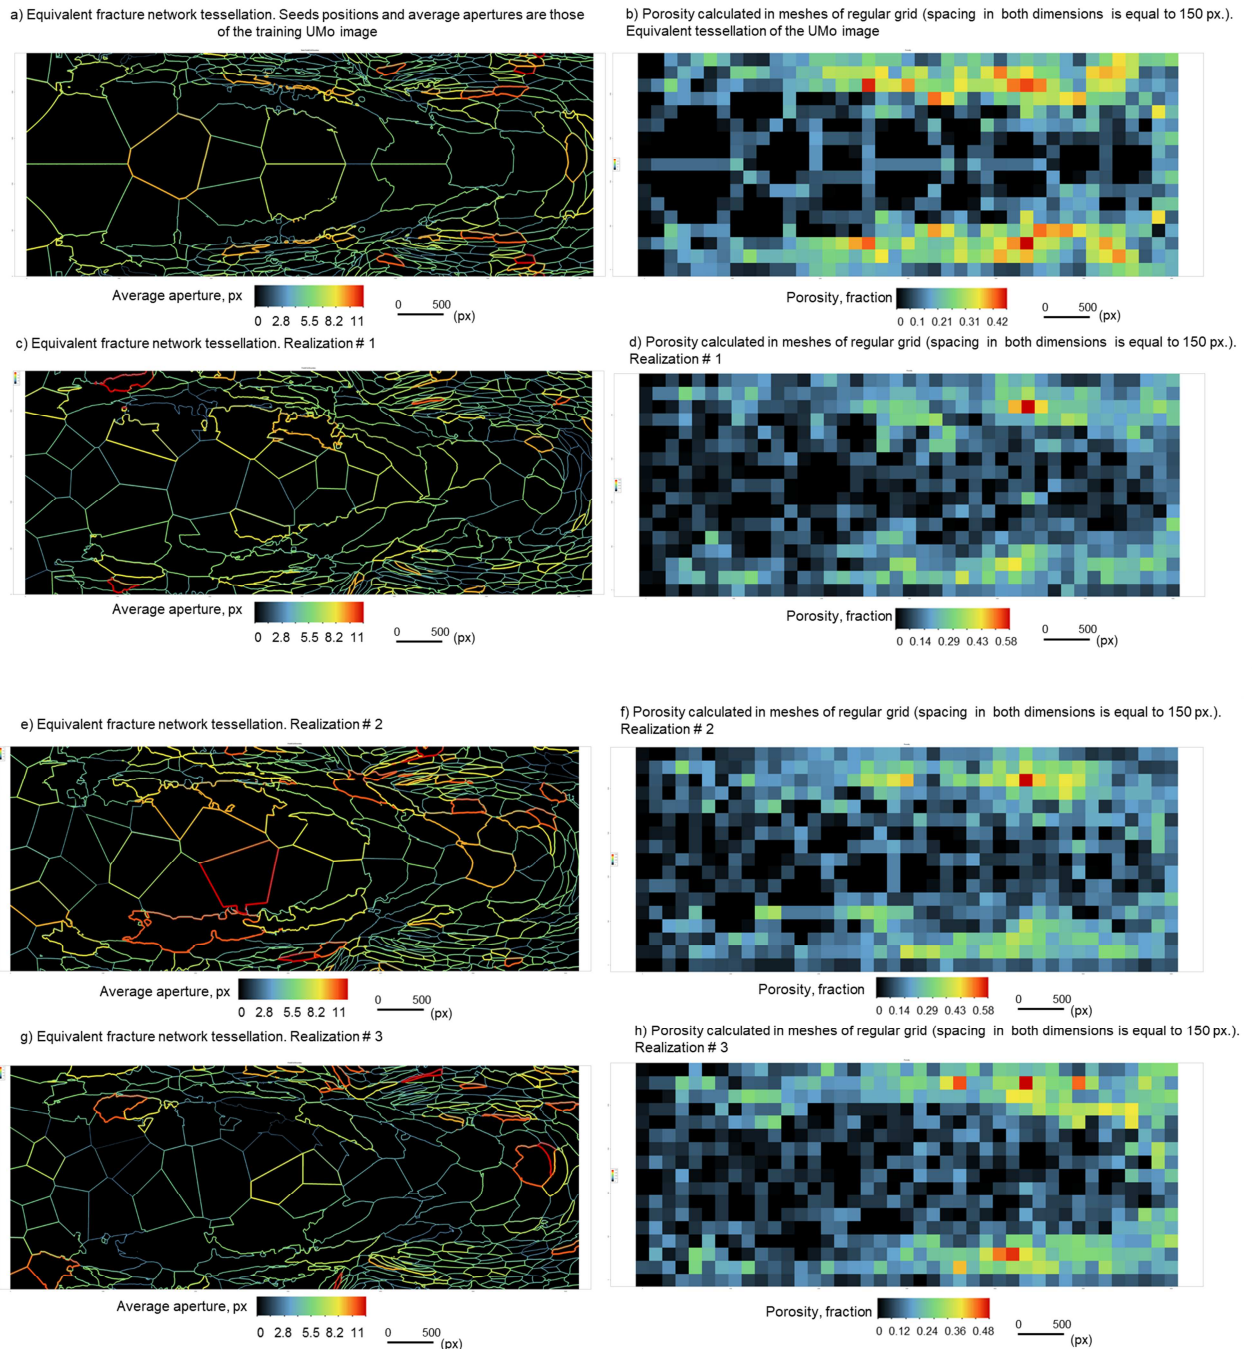 a) Equivalent fracture network tessellation. Seeds positions and average apertures are those
of the training UMo image
b) Porosity calculated in meshes of regular grid (spacing in both dimensions is equal to 150 px.).
Equivalent tessellation of the UMo image
Average aperture, px
0 2.8 5.5 8.2 11
0 500
(px)
Porosity, fraction
0 0.1 0.21 0.31 0.42
0 500
(px)
c) Equivalent fracture network tessellation. Realization # 1
d) Porosity calculated in meshes of regular grid (spacing in both dimensions is equal to 150 px.).
Realization # 1
Average aperture, px
0 2.8 5.5 8.2 11
0 500
(px)
Porosity, fraction
0 0.14 0.29 0.43 0.58
0 500
(px)
e) Equivalent fracture network tessellation. Realization # 2
f) Porosity calculated in meshes of regular grid (spacing in both dimensions is equal to 150 px.).
Realization # 2
Average aperture, px
0 2.8 5.5 8.2 11
0 500
(px)
Porosity, fraction
0 0.14 0.29 0.43 0.58
0 500
(px)
g) Equivalent fracture network tessellation. Realization # 3
h) Porosity calculated in meshes of regular grid (spacing in both dimensions is equal to 150 px.).
Realization # 3
Average aperture, px
0 2.8 5.5 8.2 11
0 500
(px)
Porosity, fraction
0 0.12 0.24 0.36 0.48
0 500
(px)